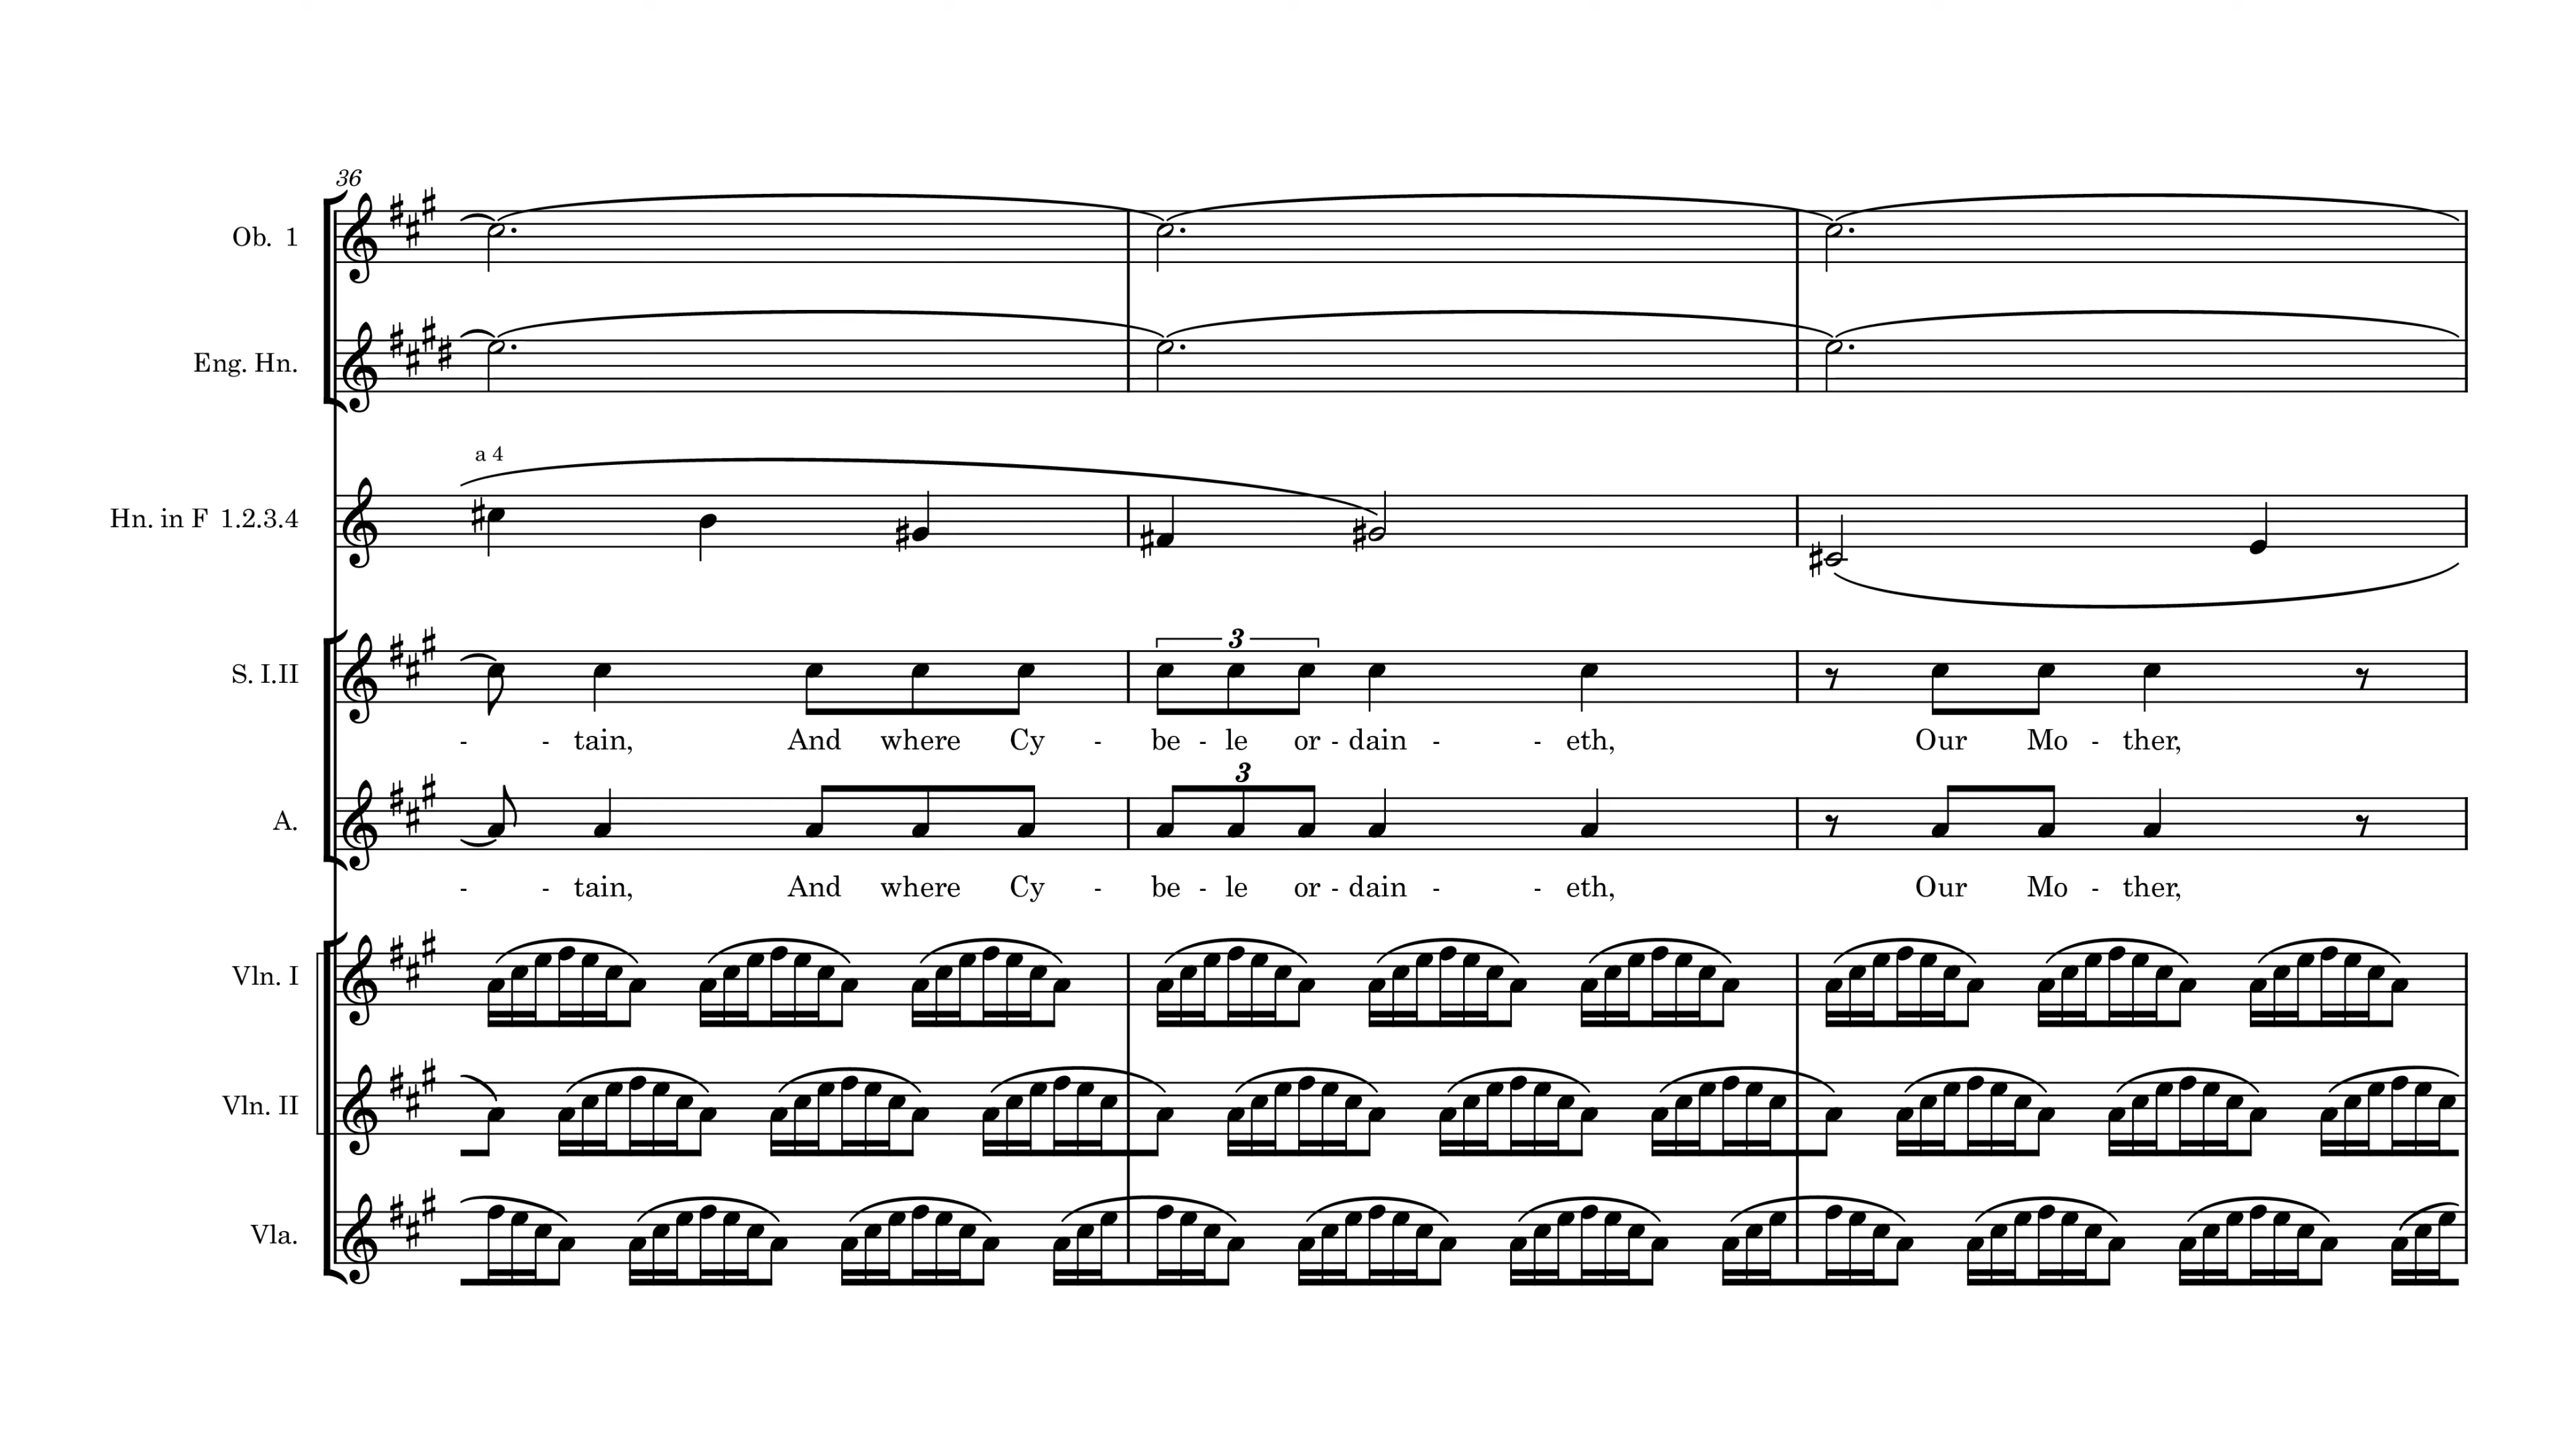 36
Ob. 1
Eng. Hn.
a 4
Hn. in F 1.2.3.4
3
S. I.II
- - tain, And where Cy - be - le or - dain - - eth, Our Mo - ther,
3
A.
- - tain, And where Cy - be - le or - dain - - eth, Our Mo - ther,
Vln. I
Vln. II
Vla.